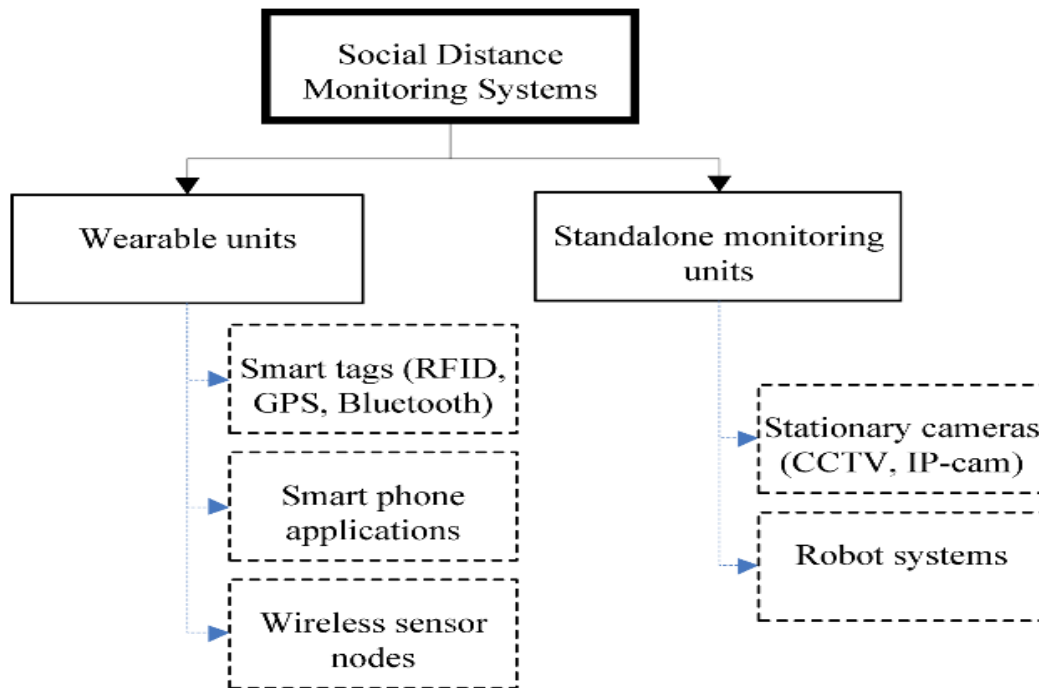 Social Distance
Monitoring Systems
Wearable units
Standalone monitoring
units
Smart tags (RFID,
GPS, Bluetooth)
Smart phone
applications
Wireless sensor
nodes
Stationary cameras
(CCTV, IP-cam)
Robot systems